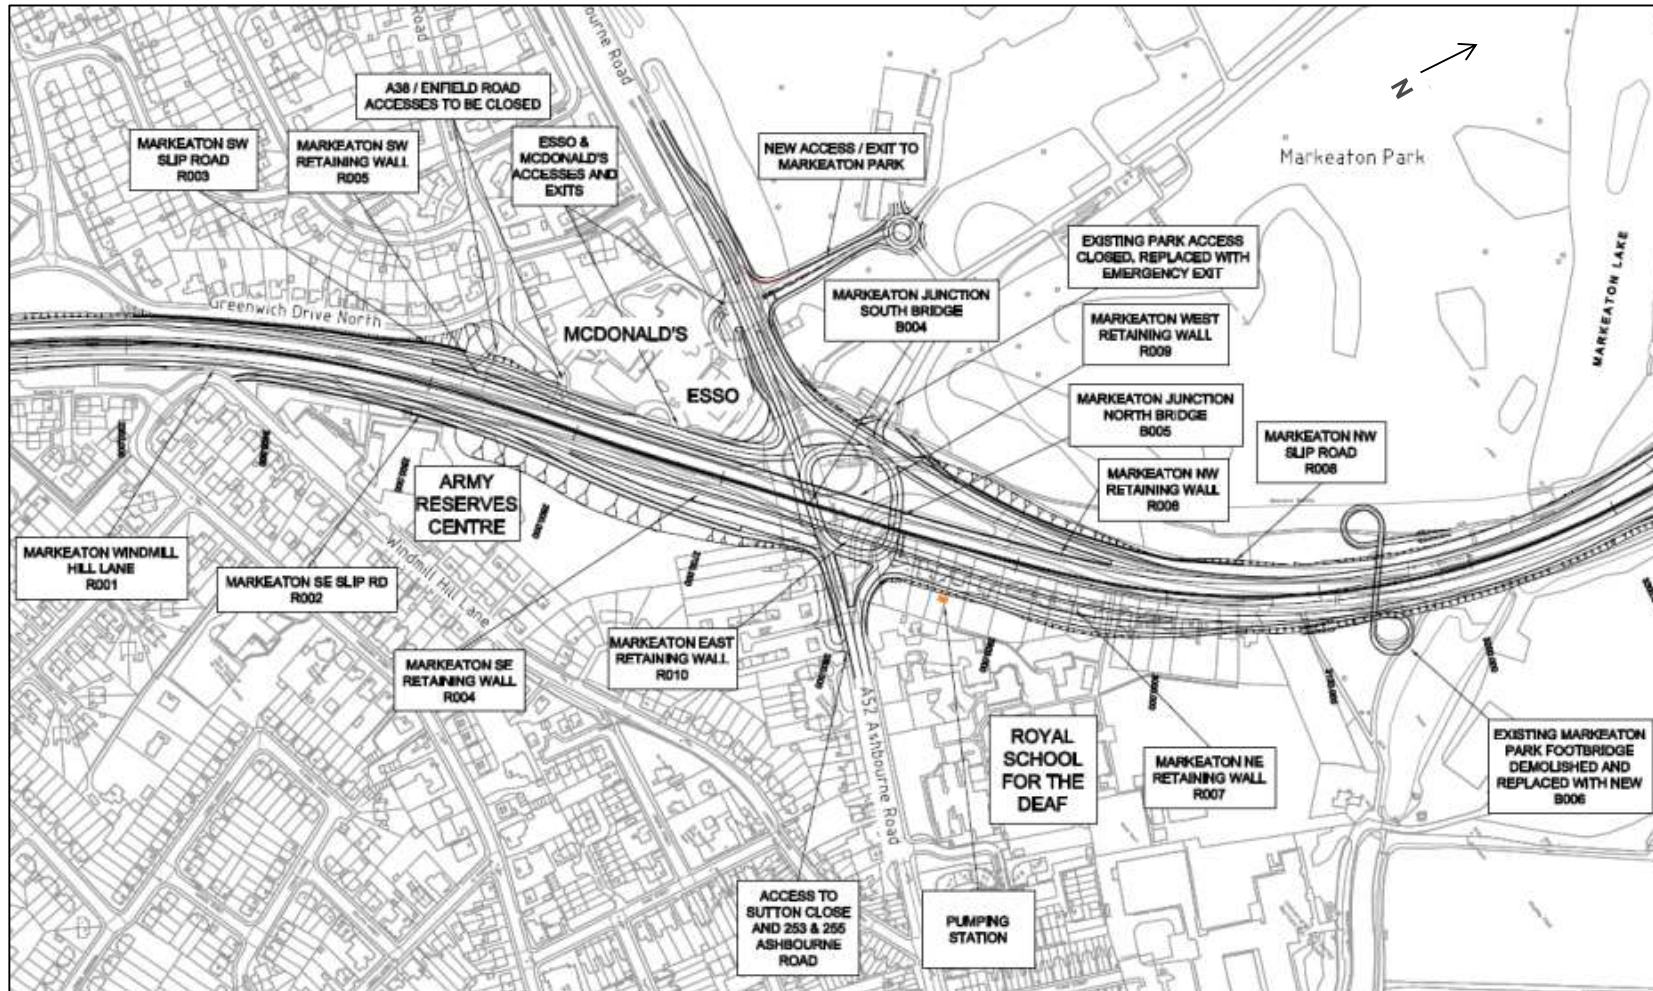 bourne Road
Road
N
A38 / ENFIELD ROAD
ACCESSES TO BE CLOSED
MARKEATON SW
SLIP ROAD
R003
MARKEATON SW
RETAINING WALL
R005
ESSO &
MCDONALD'S
ACCESSES AND
EXITS
NEW ACCESS / EXIT TO
MARKEATON PARK
Markeaton Park
MARKEATON LAKE
EXISTING PARK ACCESS
CLOSED, REPLACED WITH
EMERGENCY EXIT
MARKEATON JUNCTION
SOUTH BRIDGE
B004
MARKEATON WEST
RETAINING WALL
R009
Greenwich Drive North
MCDONALD'S
ESSO
MARKEATON JUNCTION
NORTH BRIDGE
B005
MARKEATON NW
SLIP ROAD
R008
MARKEATON NW
RETAINING WALL
R006
ARMY
RESERVES
CENTRE
MARKEATON WINDMILL
HILL LANE
R001
MARKEATON SE SLIP RD
R002
Windmill Hill Lane
MARKEATON SE
RETAINING WALL
R004
MARKEATON EAST
RETAINING WALL
R010
A52 Ashbourne Road
ROYAL
SCHOOL
FOR THE
DEAF
MARKEATON NE
RETAINING WALL
R007
EXISTING MARKEATON
PARK FOOTBRIDGE
DEMOLISHED AND
REPLACED WITH NEW
B006
ACCESS TO
SUTTON CLOSE
AND 253 & 255
ASHBOURNE
ROAD
PUMPING
STATION